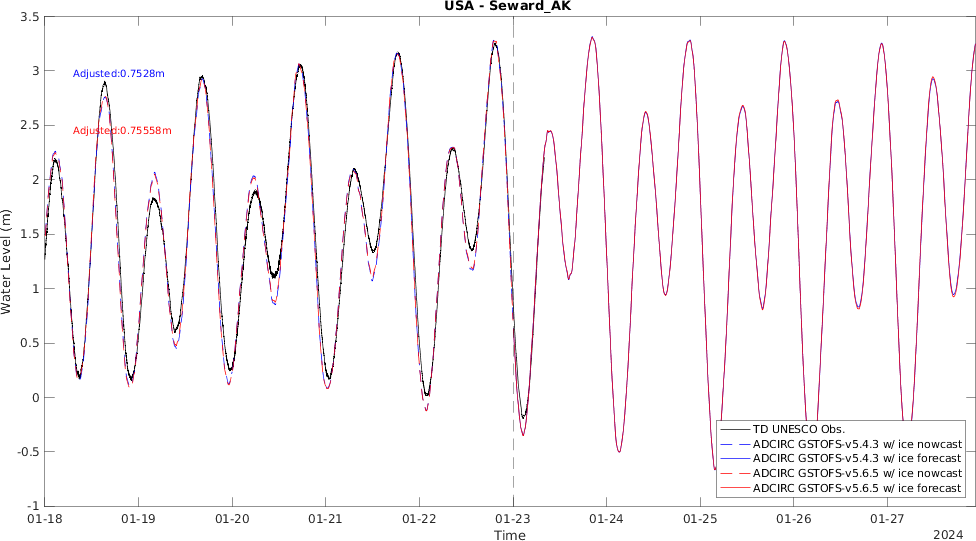 USA - Seward_AK
3.5
3
2.5
2
1.5
1
0.5
0
-0.5
-1
Water Level (m)
Adjusted:0.7528m
Adjusted:0.75558m
TD UNESCO Obs.
ADCIRC GSTOFS-v5.4.3 w/ ice nowcast
ADCIRC GSTOFS-v5.4.3 w/ ice forecast
ADCIRC GSTOFS-v5.6.5 w/ ice nowcast
ADCIRC GSTOFS-v5.6.5 w/ ice forecast
01-18 01-19 01-20 01-21 01-22 01-23 01-24 01-25 01-26 01-27
Time
2024